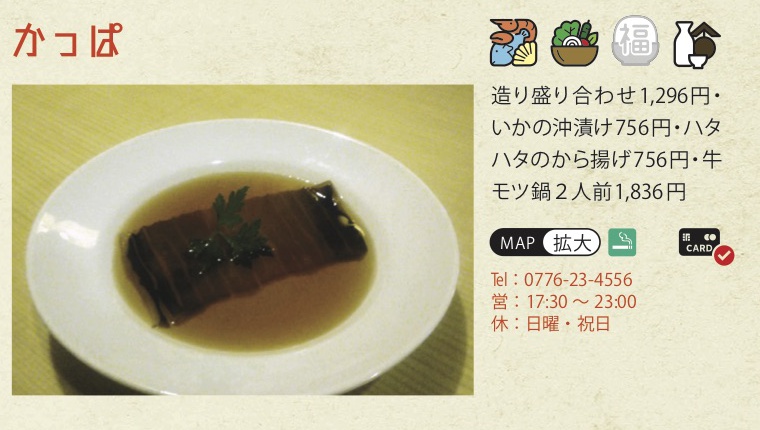 かっぱ
福
造り盛り合わせ1,296円・
いかの沖漬け756円・ハタ
ハタのから揚げ756円・牛
モツ鍋２人前1,836円
MAP 拡大
CARD
℡：0776-23-4556
営：17:30 〜 23:00
休：日曜・祝日